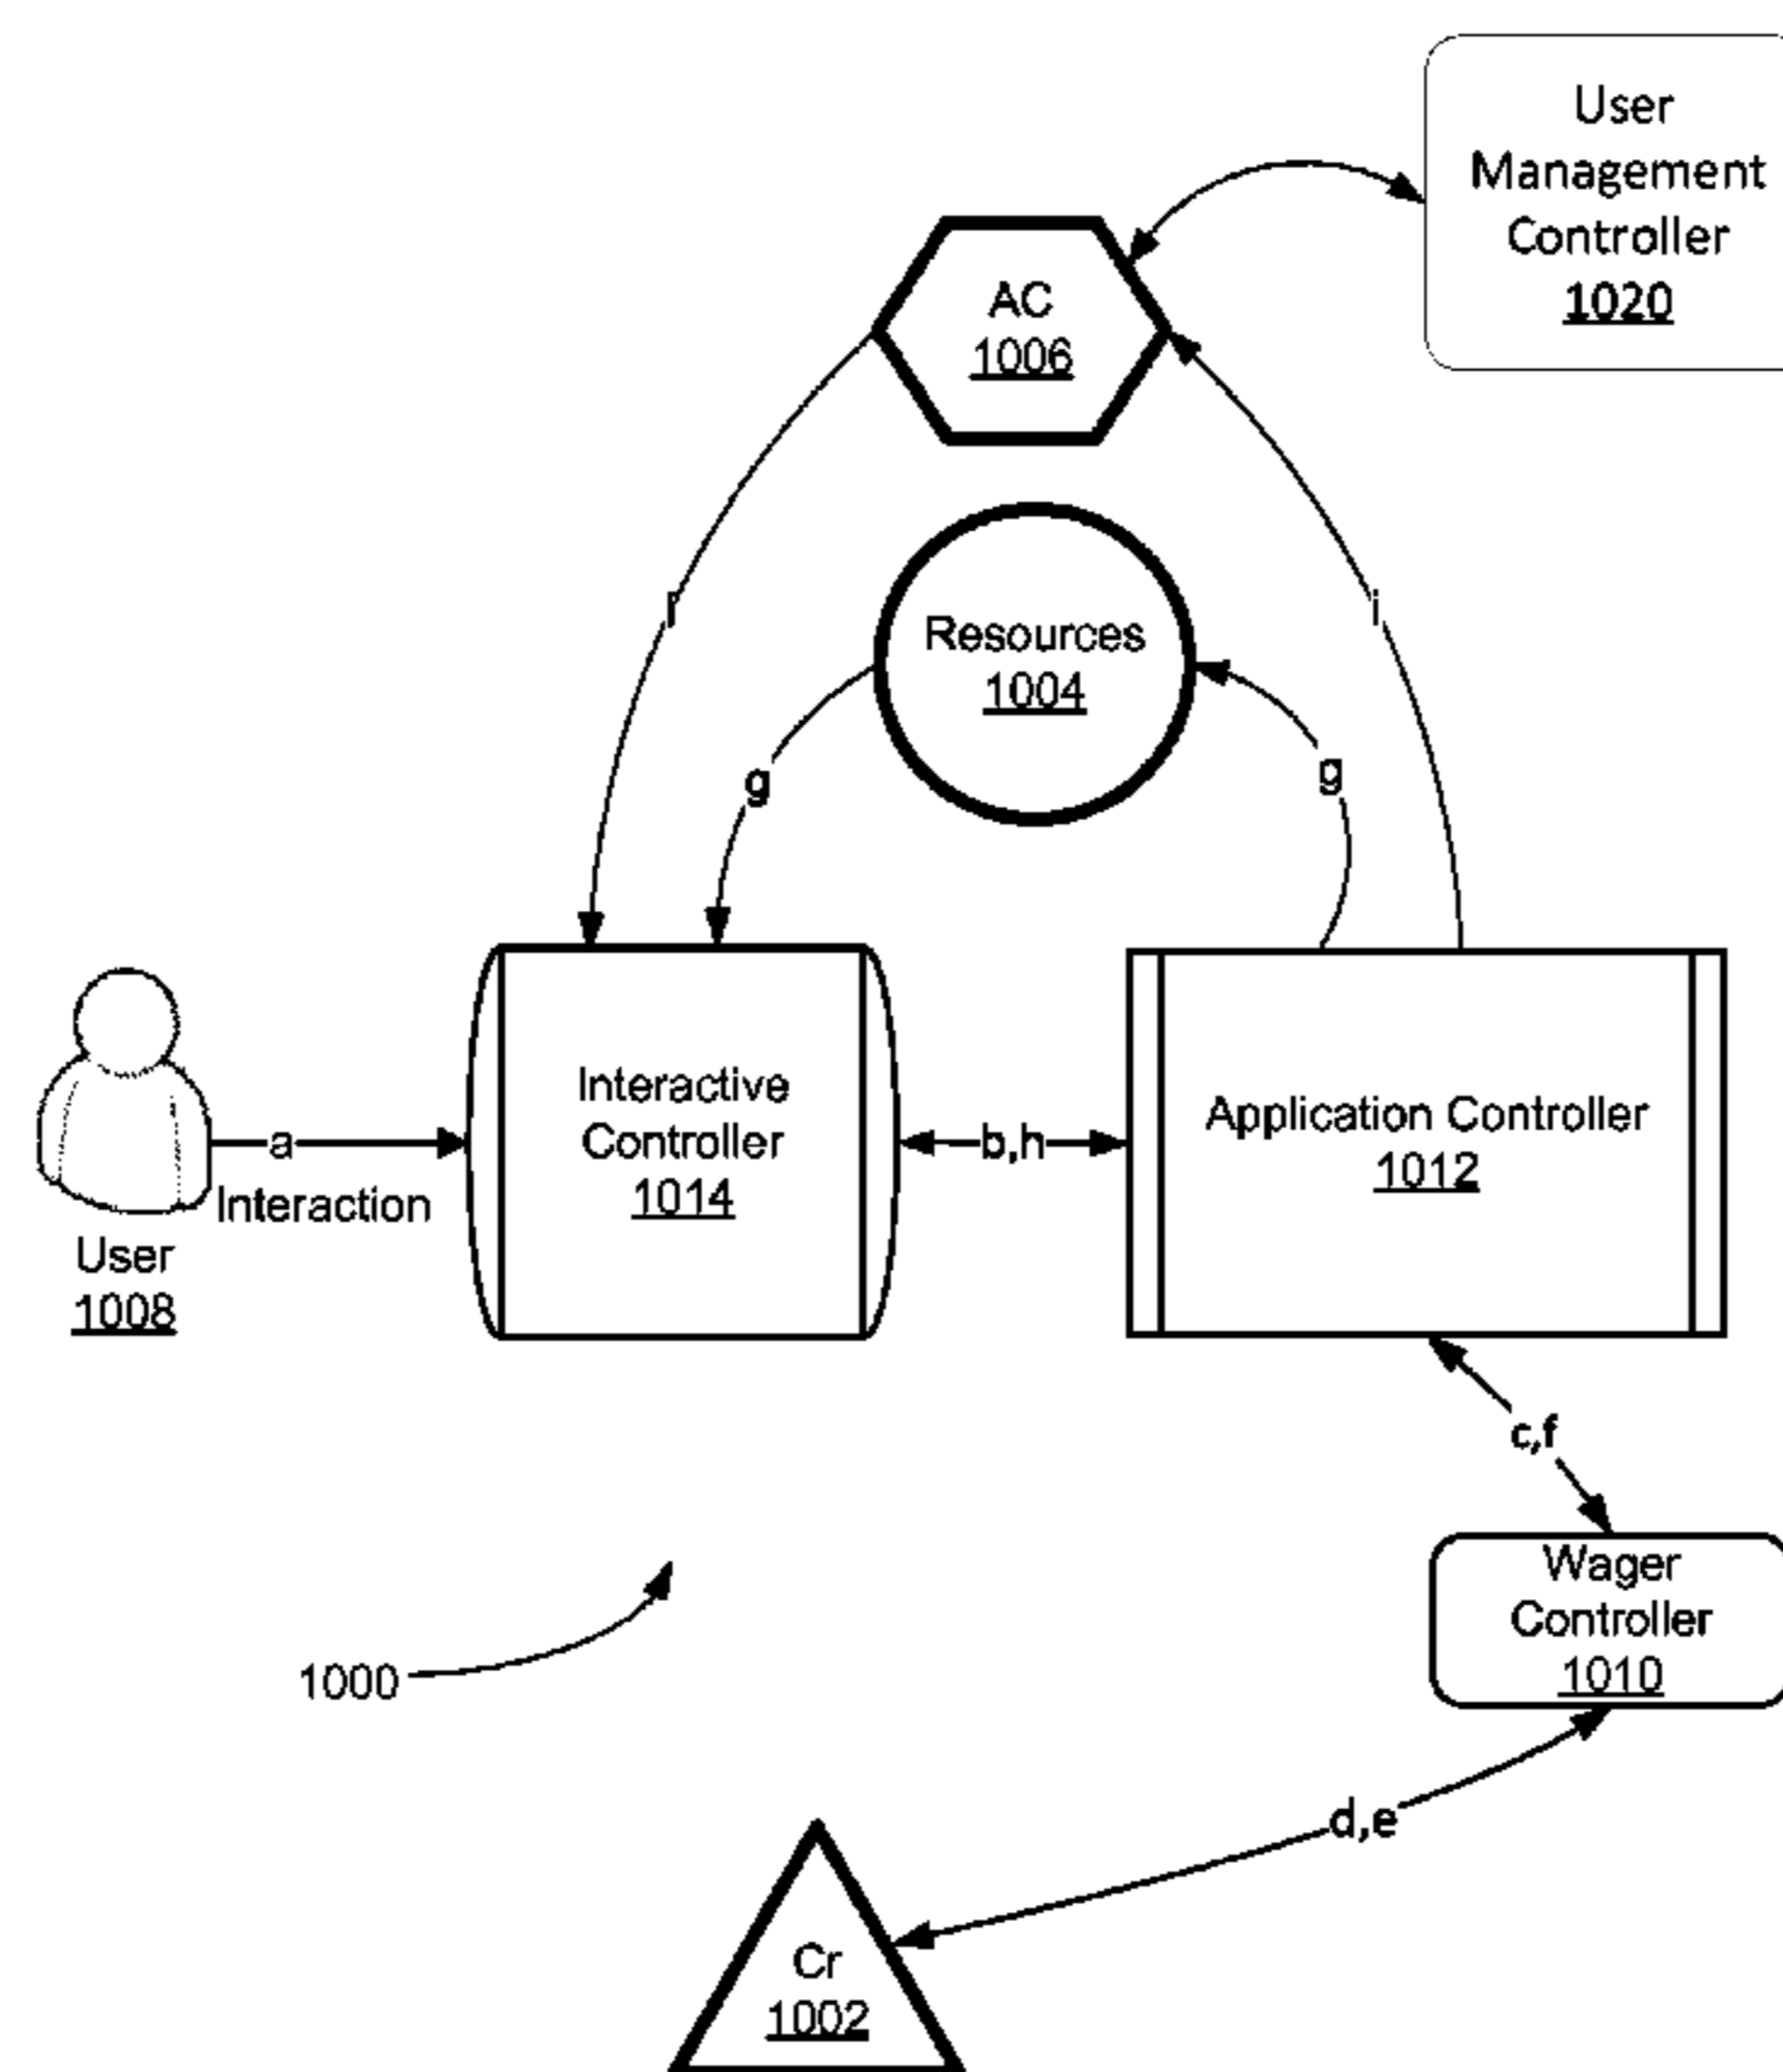 User
Management
Controller
1020
AC
1006
i
Resources
1004
g
g
Interactive
Controller
1014
Application Controller
1012
a
b,h
Interaction
User
1008
c,f
Wager
Controller
1010
1000
d,e
Cr
1002